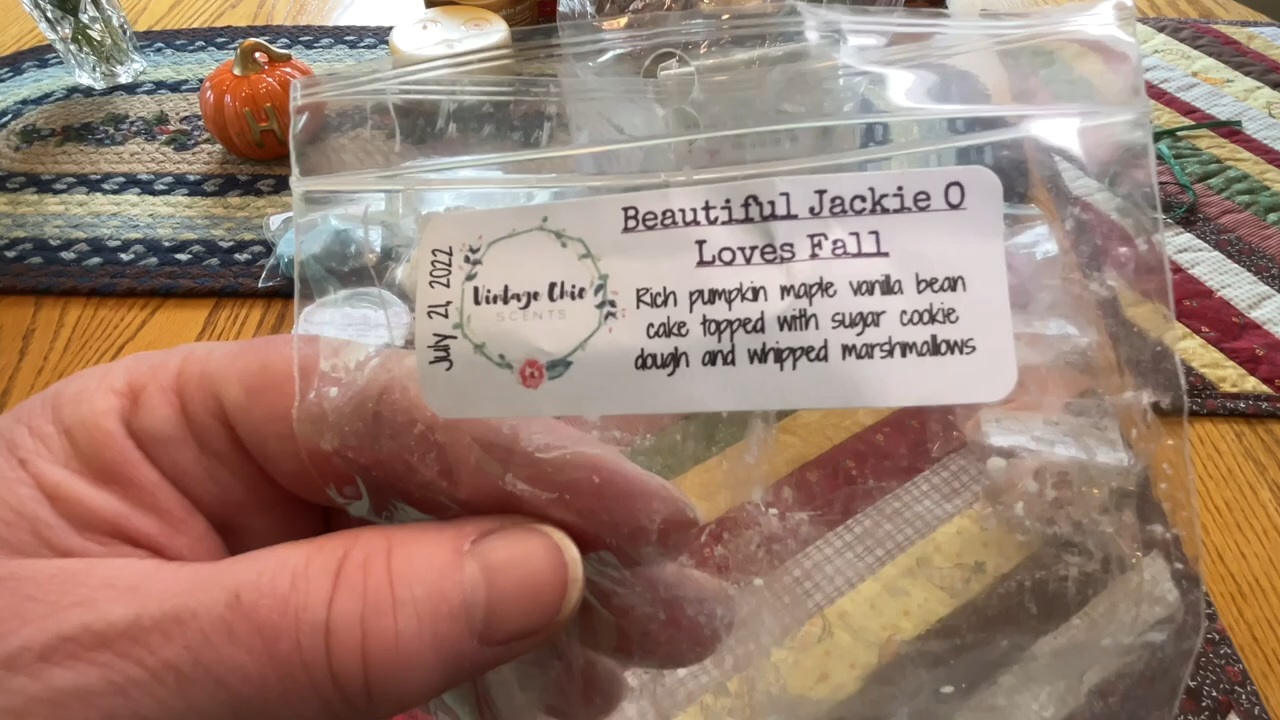 H
Beautiful Jackie O
Loves Fall
July 21, 2022
Vintage Chic
SCENTS
Rich pumpkin maple vanilla bean
cake topped with sugar cookie
dough and whipped marshmallows